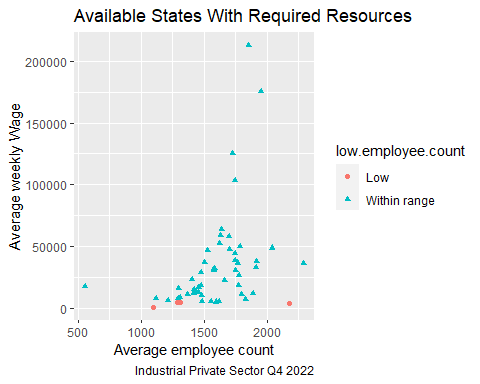 Available States With Required Resources
200000
150000
100000
50000
0
Average weekly Wage
500
1000
1500
2000
Average employee count
Industrial Private Sector Q4 2022
low.employee.count
Low
Within range